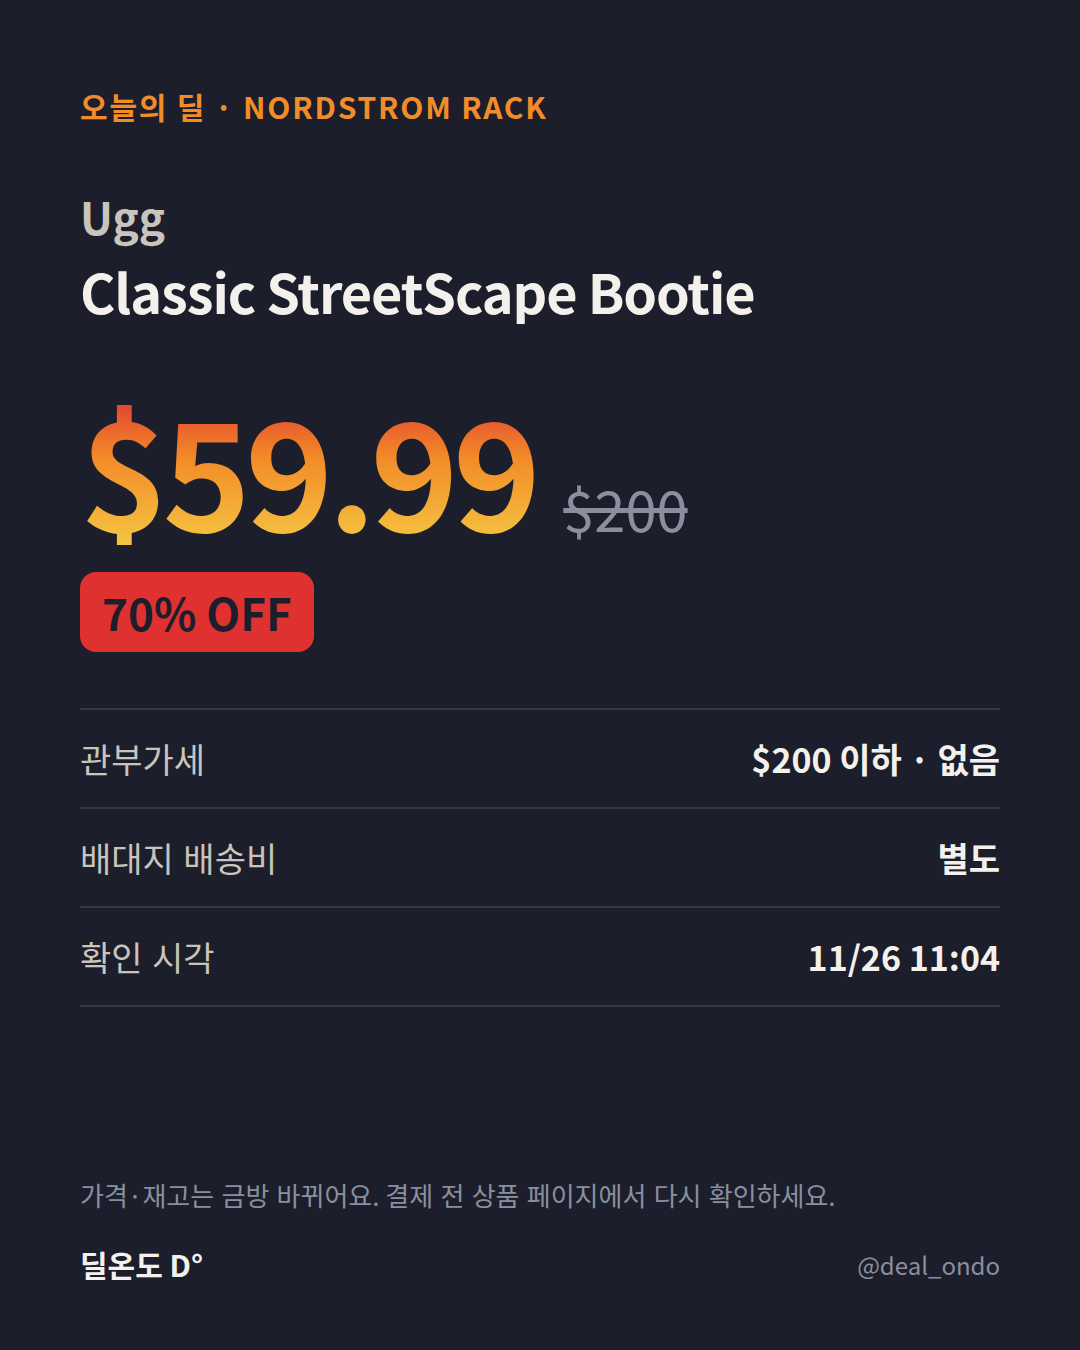 오늘의 딜 · NORDSTROM RACK
Ugg
Classic StreetScape Bootie
$59.99 $200
70% OFF
관부가세 $200 이하 · 없음
배대지 배송비 별도
확인 시각 11/26 11:04
가격·재고는 금방 바뀌어요. 결제 전 상품 페이지에서 다시 확인하세요.
딜온도 D° @deal_ondo